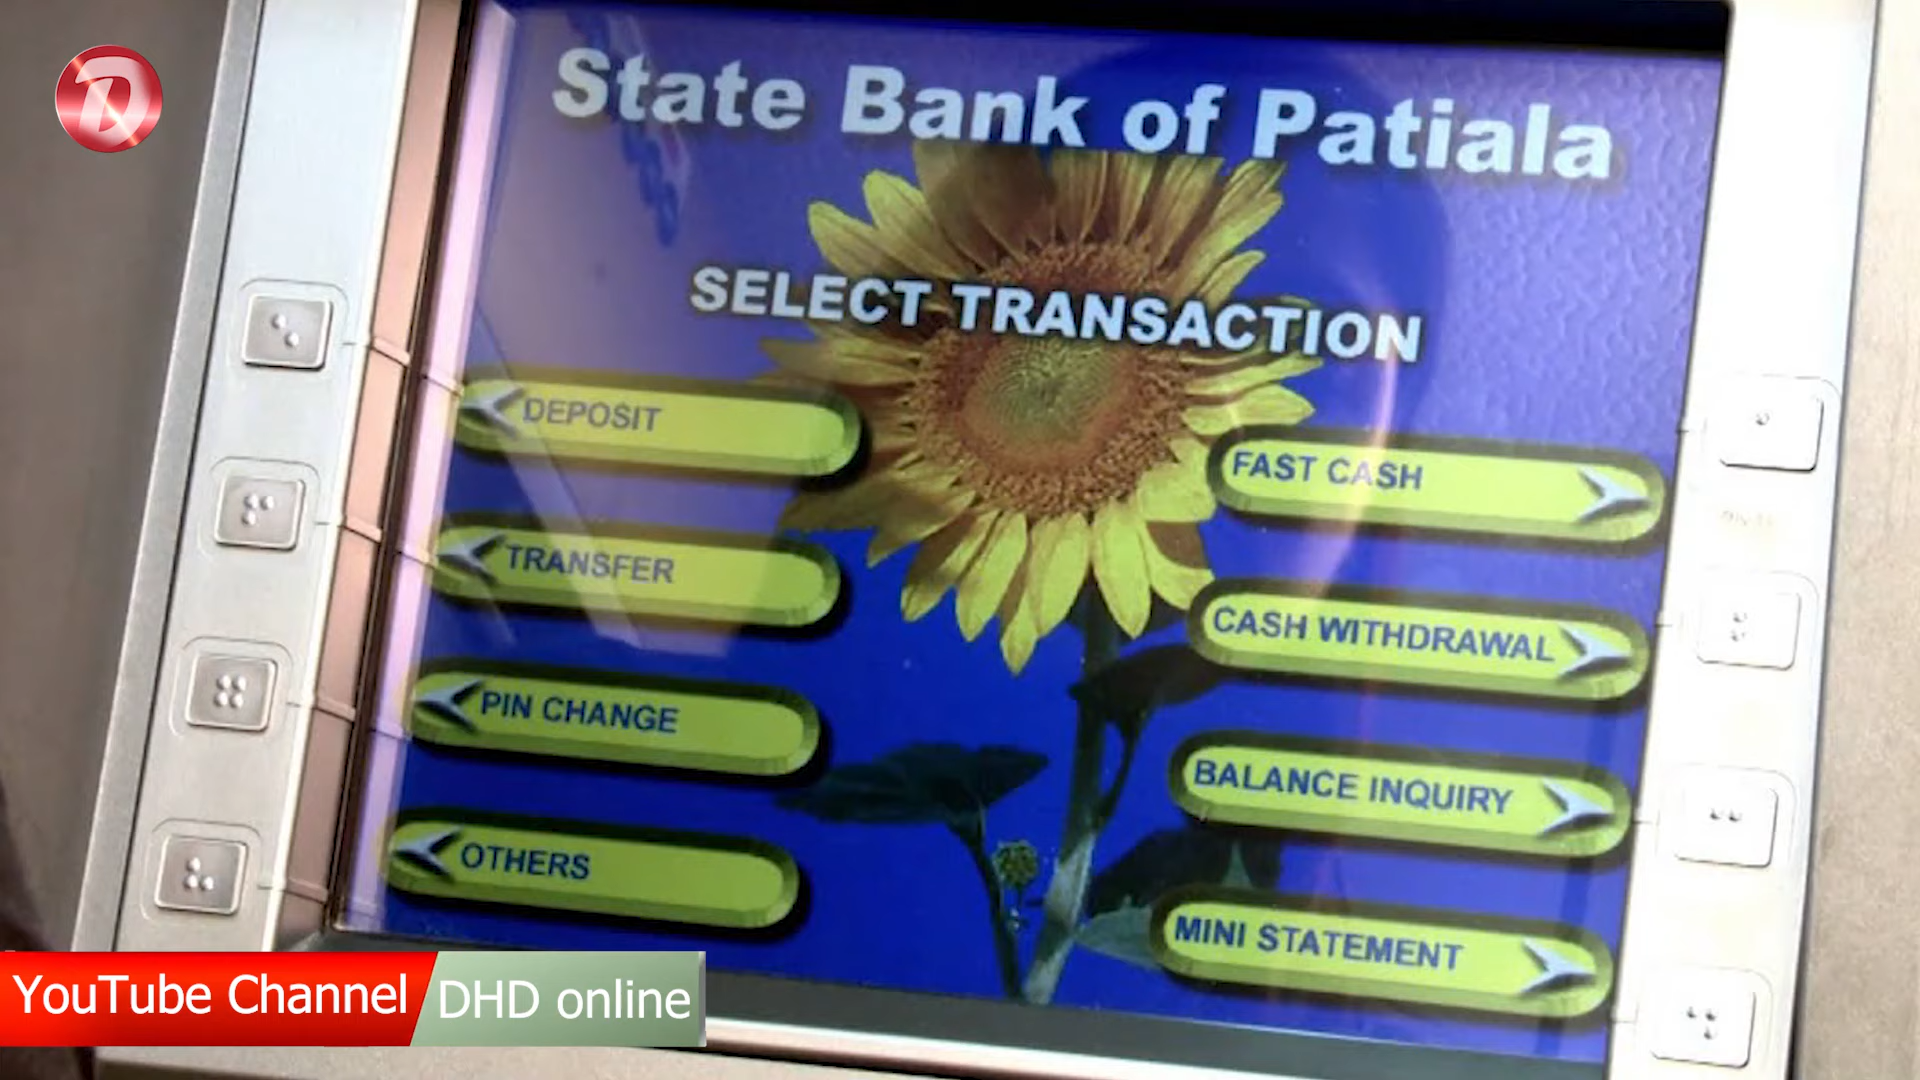 State Bank of Patiala
SELECT TRANSACTION
DEPOSIT
FAST CASH
TRANSFER
CASH WITHDRAWAL
PIN CHANGE
BALANCE INQUIRY
OTHERS
MINI STATEMENT
YouTube Channel DHD online
D